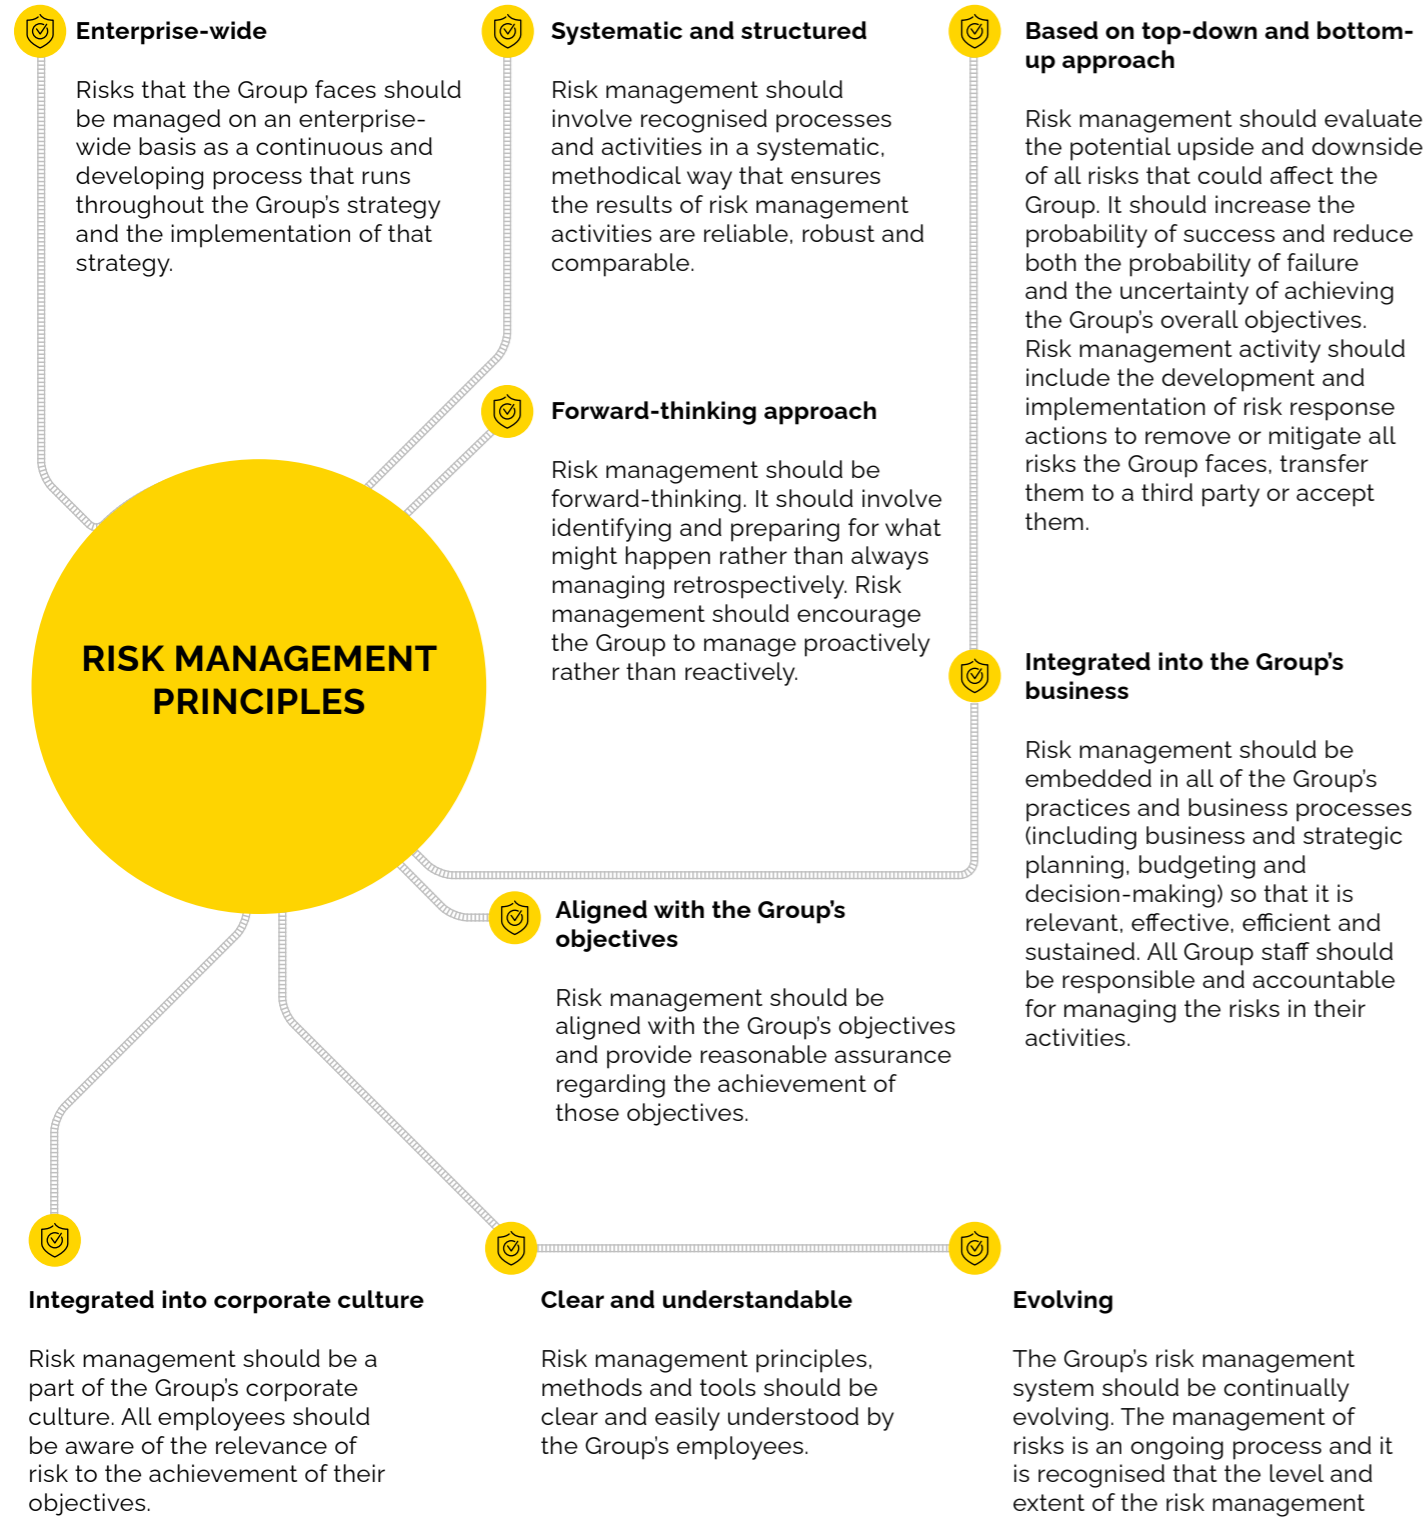 Enterprise-wide
Risks that the Group faces should
be managed on an enterprise-
wide basis as a continuous and
developing process that runs
throughout the Group's strategy
and the implementation of that
strategy.
Systematic and structured
Risk management should
involve recognised processes
and activities in a systematic,
methodical way that ensures
the results of risk management
activities are reliable, robust and
comparable.
Based on top-down and bottom-
up approach
Risk management should evaluate
the potential upside and downside
of all risks that could affect the
Group. It should increase the
probability of success and reduce
both the probability of failure
and the uncertainty of achieving
the Group's overall objectives.
Risk management activity should
include the development and
implementation of risk response
actions to remove or mitigate all
risks the Group faces, transfer
them to a third party or accept
them.
Forward-thinking approach
Risk management should be
forward-thinking. It should involve
identifying and preparing for what
might happen rather than always
managing retrospectively. Risk
management should encourage
the Group to manage proactively
rather than reactively.
RISK MANAGEMENT
PRINCIPLES
Integrated into the Group's
business
Risk management should be
embedded in all of the Group's
practices and business processes
(including business and strategic
planning, budgeting and
decision-making) so that it is
relevant, effective, efficient and
sustained. All Group staff should
be responsible and accountable
for managing the risks in their
activities.
Aligned with the Group's
objectives
Risk management should be
aligned with the Group's objectives
and provide reasonable assurance
regarding the achievement of
those objectives.
Integrated into corporate culture
Risk management should be a
part of the Group's corporate
culture. All employees should
be aware of the relevance of
risk to the achievement of their
objectives.
Clear and understandable
Risk management principles,
methods and tools should be
clear and easily understood by
the Group's employees.
Evolving
The Group's risk management
system should be continually
evolving. The management of
risks is an ongoing process and it
is recognised that the level and
extent of the risk management